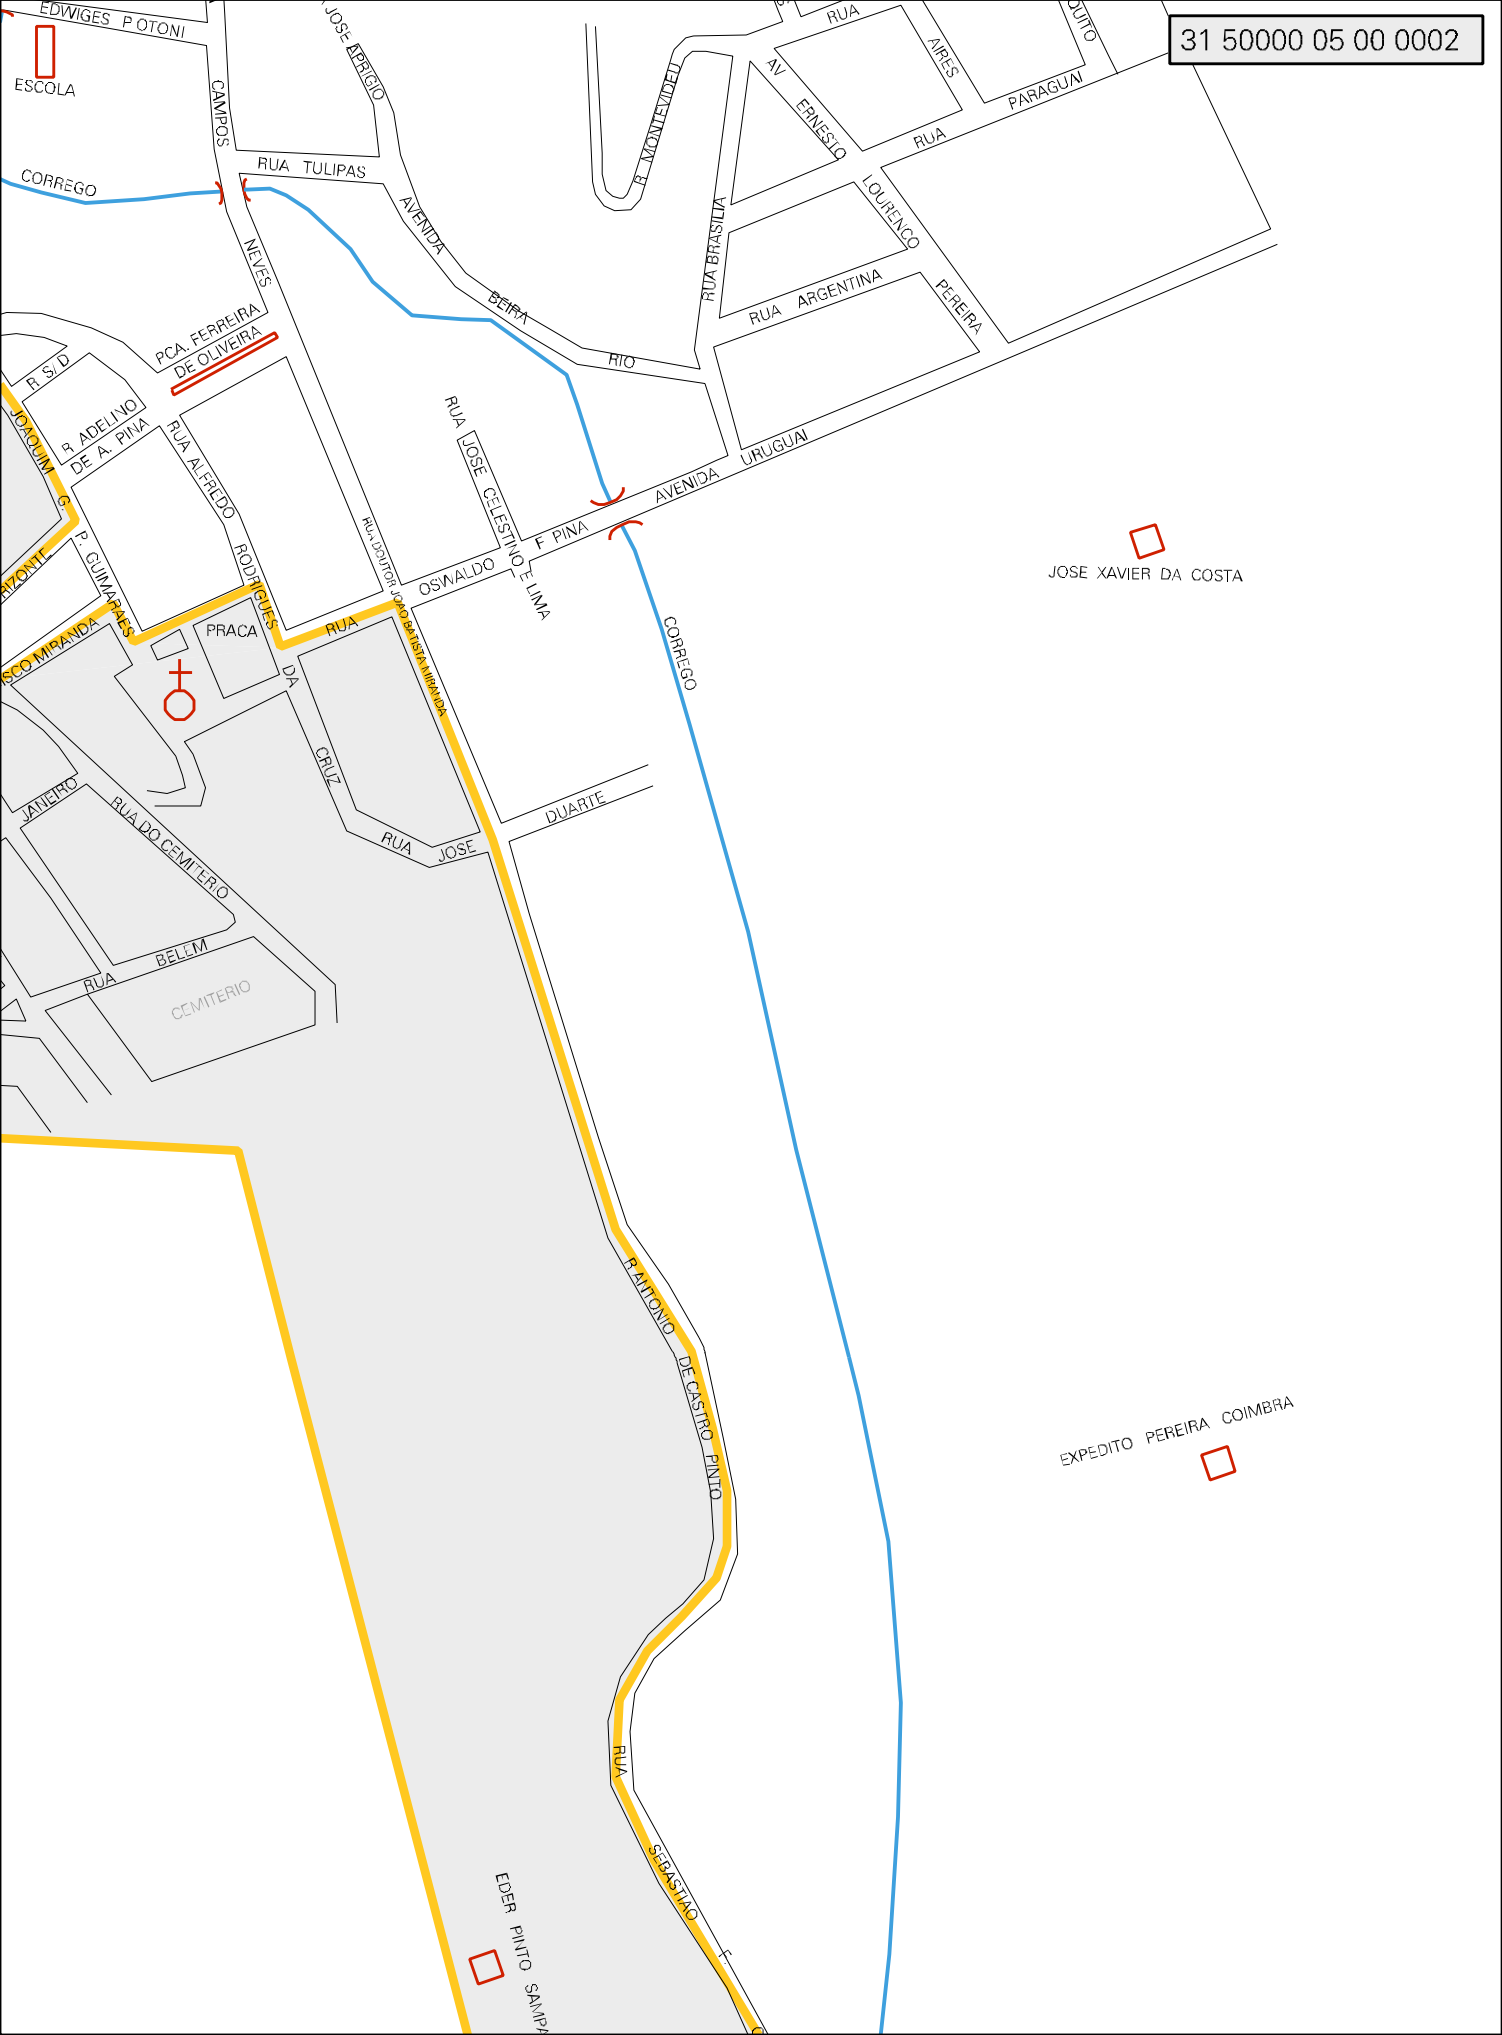 EDWIGES P OTONI
ESCOLA
CAMPOS
JOSE APRIGIO
RUA
AIRES
QUITO
31 50000 05 00 0002
AV ERNESTO
R MONTEVIDEU
RUA PARAGUAI
CORREGO
RUA TULIPAS
AVENIDA
LOURENCO
NEVES
RUA BRASILIA
RUA ARGENTINA
BEIRA
PEREIRA
PCA. FERREIRA
DE OLIVEIRA
RIO
R S/D
R ADELINO
DE A. PINA
JOAQUIM G.
RUA ALFREDO
RUA JOSE CELESTINO E LIMA
AVENIDA URUGUAI
F PINA
OSWALDO
RUA DOUTOR JOAO BATISTA MIRANDA
P. GUIMARAES
RODRIGUES
RIZONTE
JOSE XAVIER DA COSTA
ISCO MIRANDA
PRACA
RUA
CORREGO
DA
CRUZ
JANEIRO
RUA DO CEMITERIO
DUARTE
RUA JOSE
RUA BELEM
CEMITERIO
R ANTONIO
DE CASTRO PINTO
EXPEDITO PEREIRA COIMBRA
RUA
SEBASTIAO
F.
EDER PINTO SAMPA